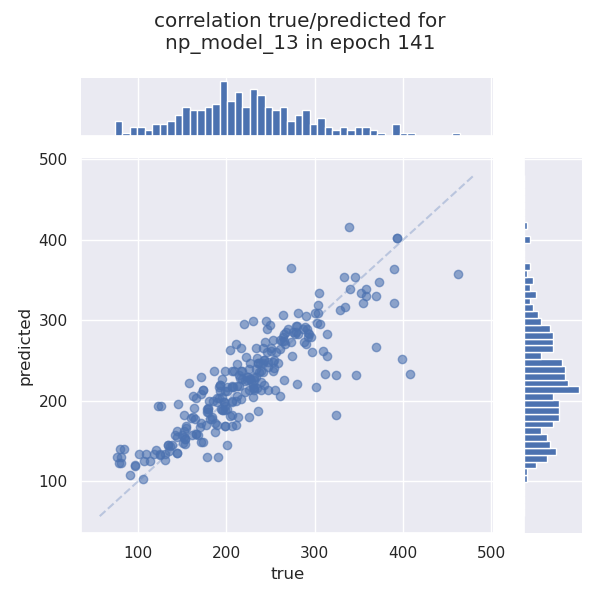 correlation true/predicted for
np_model_13 in epoch 141
500
400
300
200
100
predicted
100 200 300 400 500
true